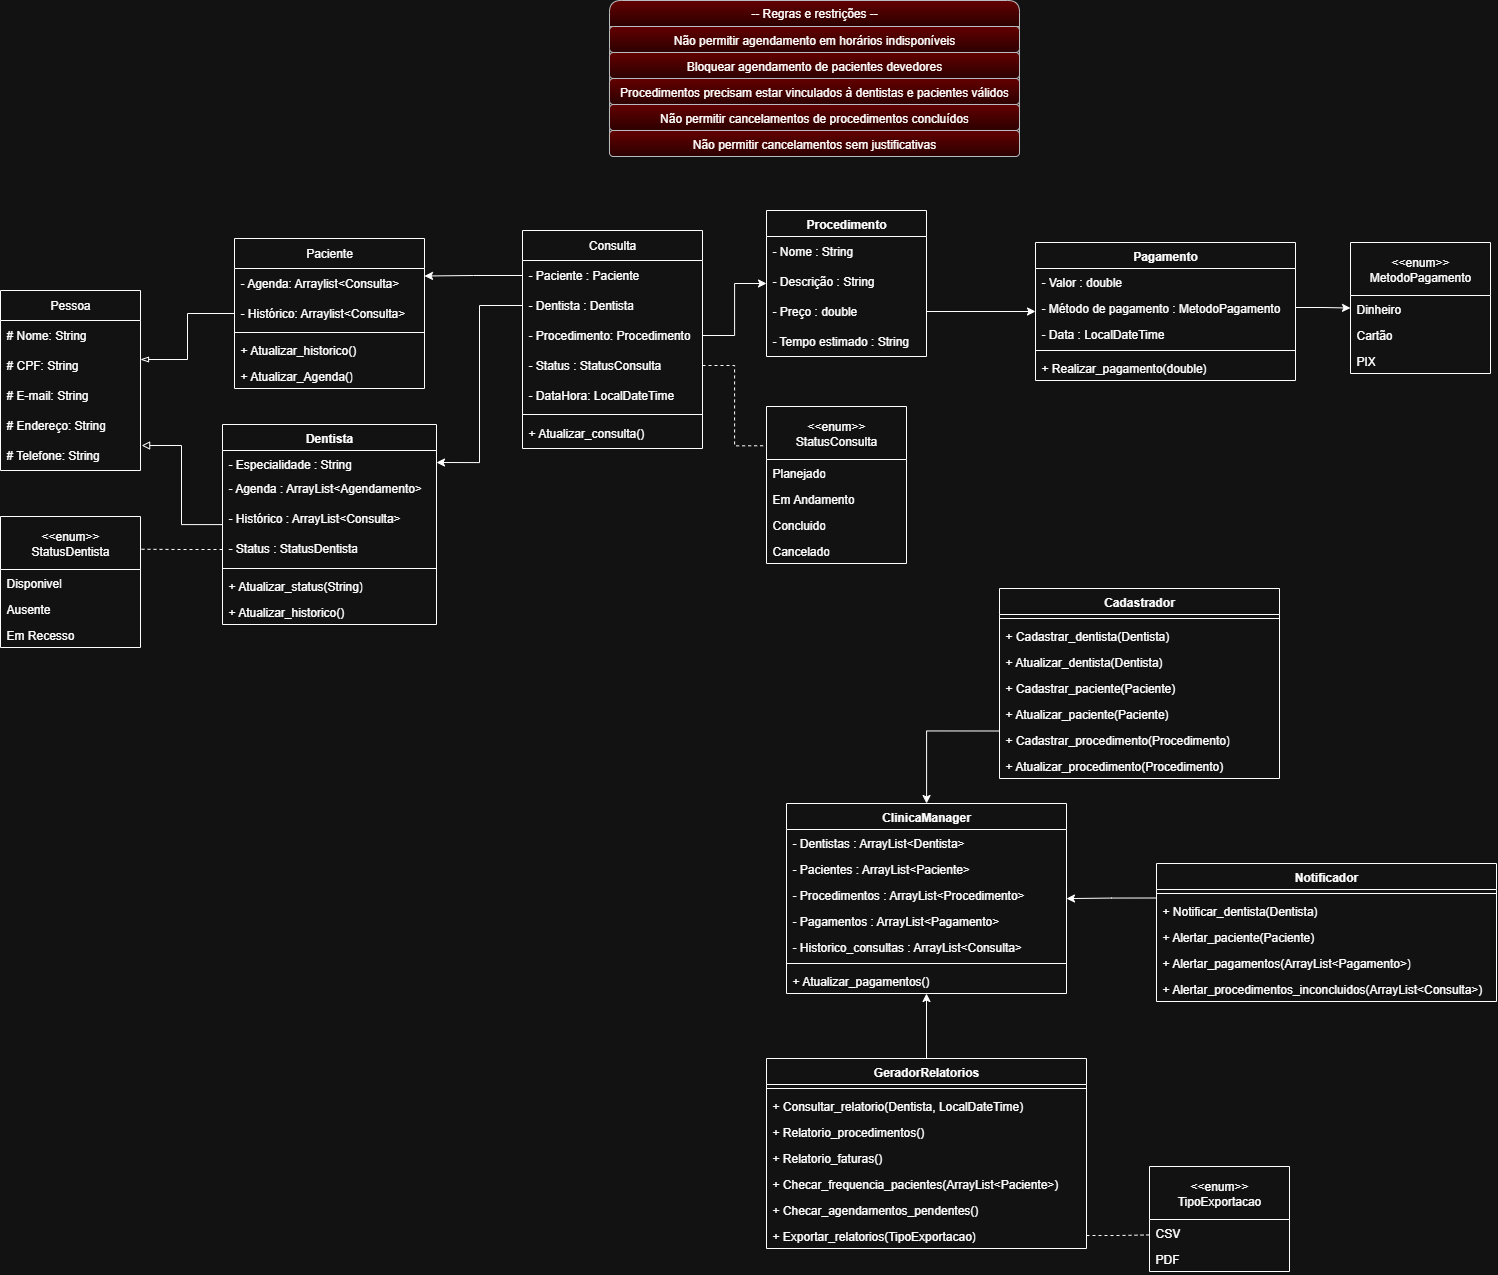 -- Regras e restrições --
Não permitir agendamento em horários indisponíveis
Bloquear agendamento de pacientes devedores
Procedimentos precisam estar vinculados à dentistas e pacientes válidos
Não permitir cancelamentos de procedimentos concluídos
Não permitir cancelamentos sem justificativas
Pessoa
# Nome: String
# CPF: String
# E-mail: String
# Endereço: String
# Telefone: String
<<enum>>
StatusDentista
Disponivel
Ausente
Em Recesso
Paciente
- Agenda: Arraylist<Consulta>
- Histórico: Arraylist<Consulta>
+ Atualizar_historico()
+ Atualizar_Agenda()
Dentista
- Especialidade : String
- Agenda : ArrayList<Agendamento>
- Histórico : ArrayList<Consulta>
- Status : StatusDentista
+ Atualizar_status(String)
+ Atualizar_historico()
Consulta
- Paciente : Paciente
- Dentista : Dentista
- Procedimento: Procedimento
- Status : StatusConsulta
- DataHora: LocalDateTime
+ Atualizar_consulta()
Procedimento
- Nome : String
- Descrição : String
- Preço : double
- Tempo estimado : String
<<enum>>
StatusConsulta
Planejado
Em Andamento
Concluido
Cancelado
Pagamento
- Valor : double
- Método de pagamento : MetodoPagamento
- Data : LocalDateTime
+ Realizar_pagamento(double)
<<enum>>
MetodoPagamento
Dinheiro
Cartão
PIX
Cadastrador
+ Cadastrar_dentista(Dentista)
+ Atualizar_dentista(Dentista)
+ Cadastrar_paciente(Paciente)
+ Atualizar_paciente(Paciente)
+ Cadastrar_procedimento(Procedimento)
+ Atualizar_procedimento(Procedimento)
ClinicaManager
- Dentistas : ArrayList<Dentista>
- Pacientes : ArrayList<Paciente>
- Procedimentos : ArrayList<Procedimento>
- Pagamentos : ArrayList<Pagamento>
- Historico_consultas : ArrayList<Consulta>
+ Atualizar_pagamentos()
Notificador
+ Notificar_dentista(Dentista)
+ Alertar_paciente(Paciente)
+ Alertar_pagamentos(ArrayList<Pagamento>)
+ Alertar_procedimentos_inconcluidos(ArrayList<Consulta>)
GeradorRelatorios
+ Consultar_relatorio(Dentista, LocalDateTime)
+ Relatorio_procedimentos()
+ Relatorio_faturas()
+ Checar_frequencia_pacientes(ArrayList<Paciente>)
+ Checar_agendamentos_pendentes()
+ Exportar_relatorios(TipoExportacao)
<<enum>>
TipoExportacao
CSV
PDF